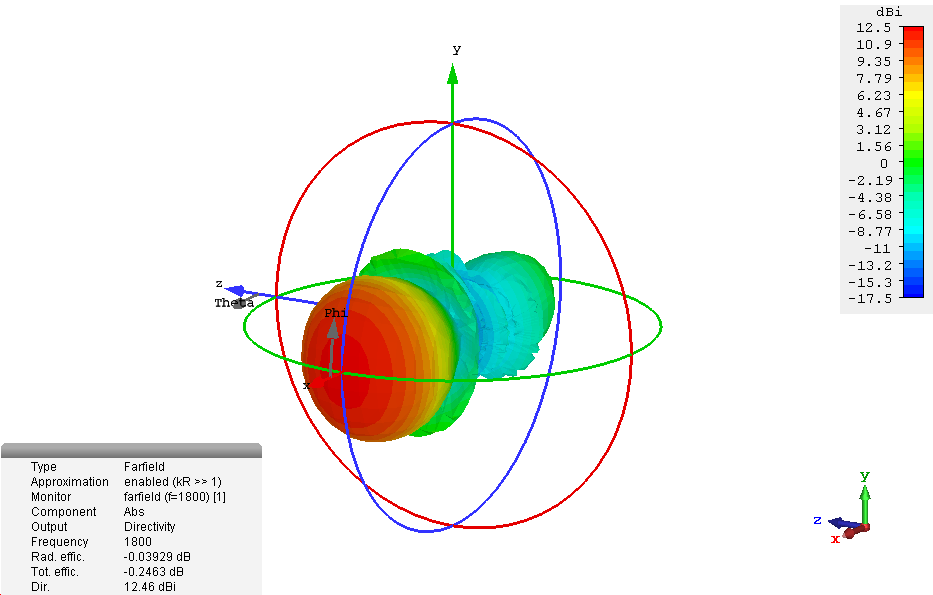 dBi
12.5
10.9
9.35
7.79
6.23
4.67
3.12
1.56
0
-2.19
-4.38
-6.58
-8.77
-11
-13.2
-15.3
-17.5
y
z
Theta
Phi
x
Type Farfield
Approximation enabled (kR >> 1)
Monitor farfield (f=1800) [1]
Component Abs
Output Directivity
Frequency 1800
Rad. effic. -0.03929 dB
Tot. effic. -0.2463 dB
Dir. 12.46 dBi
y
z
x